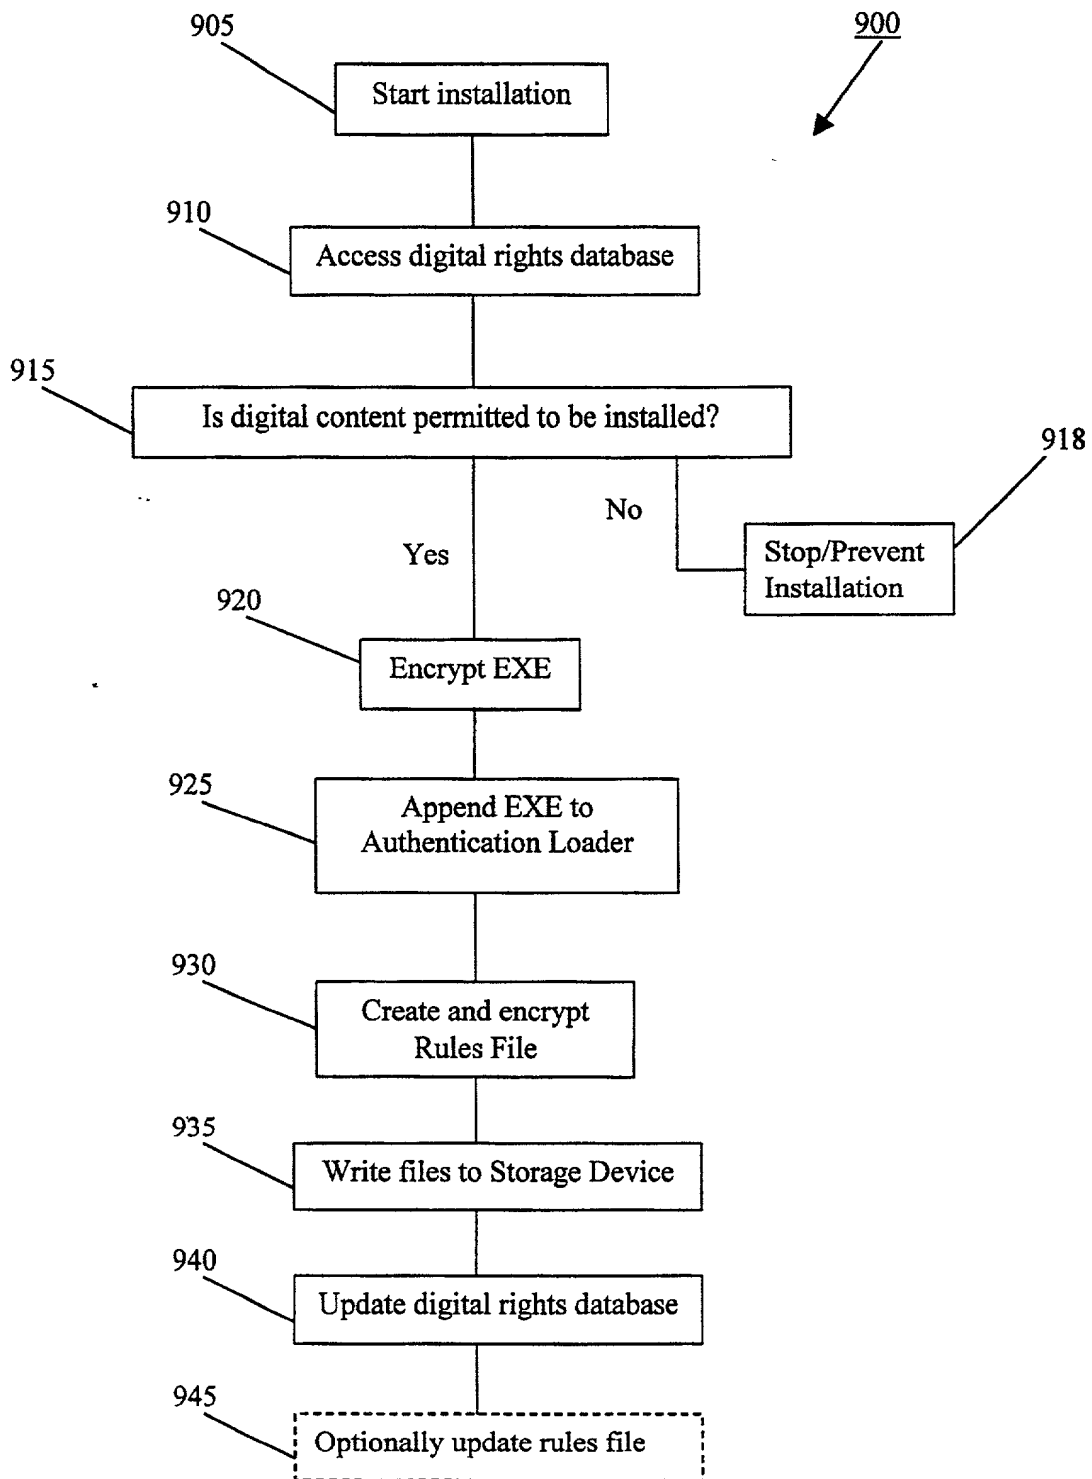 905
900
Start installation
910
Access digital rights database
915
Is digital content permitted to be installed?
918
No
Stop/Prevent
Installation
Yes
920
Encrypt EXE
925
Append EXE to
Authentication Loader
930
Create and encrypt
Rules File
935
Write files to Storage Device
940
Update digital rights database
945
Optionally update rules file